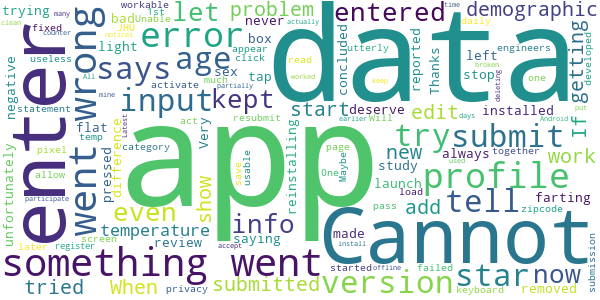 trying many lst Unable bad JHU light let problem entered demographic
workable tap never actually time fixed says error age box sex click appear utterly concluded left reported engineers daily notices
clean counter useless All mine negative statement activate much input kept start stop Thanks read worked partially keep If getting
enter went wrong data deleting broken
flat temp pixel pressed difference resubmit Very act edit deserve installed developed one
app try submit
category even show usable save reinstalling new always together work Android put
unfortunately allow profile earlier Will days
participate Latest info page One Maybe add study launch farting used
temperature saying tell load pass zipcode
something went Cannot
later review made star now accept
register screen submitted version started failed removed submission
tried When privacy install offline keyboard